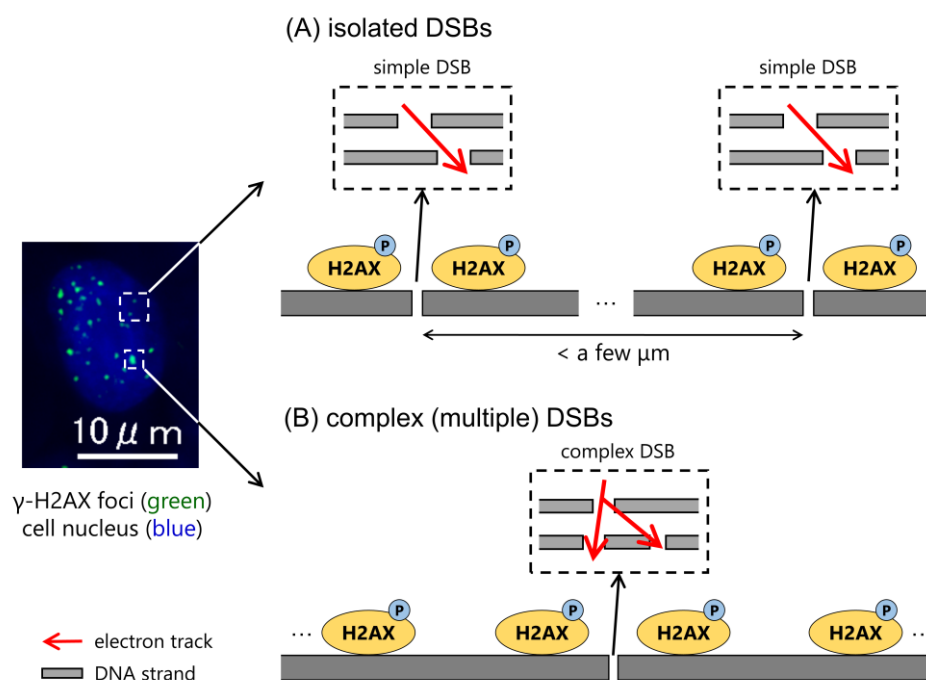 (A) isolated DSBs
simple DSB
simple DSB
P
H2AX
P
H2AX
P
H2AX
P
H2AX
...
< a few μm
10μm
γ-H2AX foci (green)
cell nucleus (blue)
(B) complex (multiple) DSBs
complex DSB
P
P
P
P
... H2AX
H2AX
H2AX
H2AX ...
electron track
DNA strand